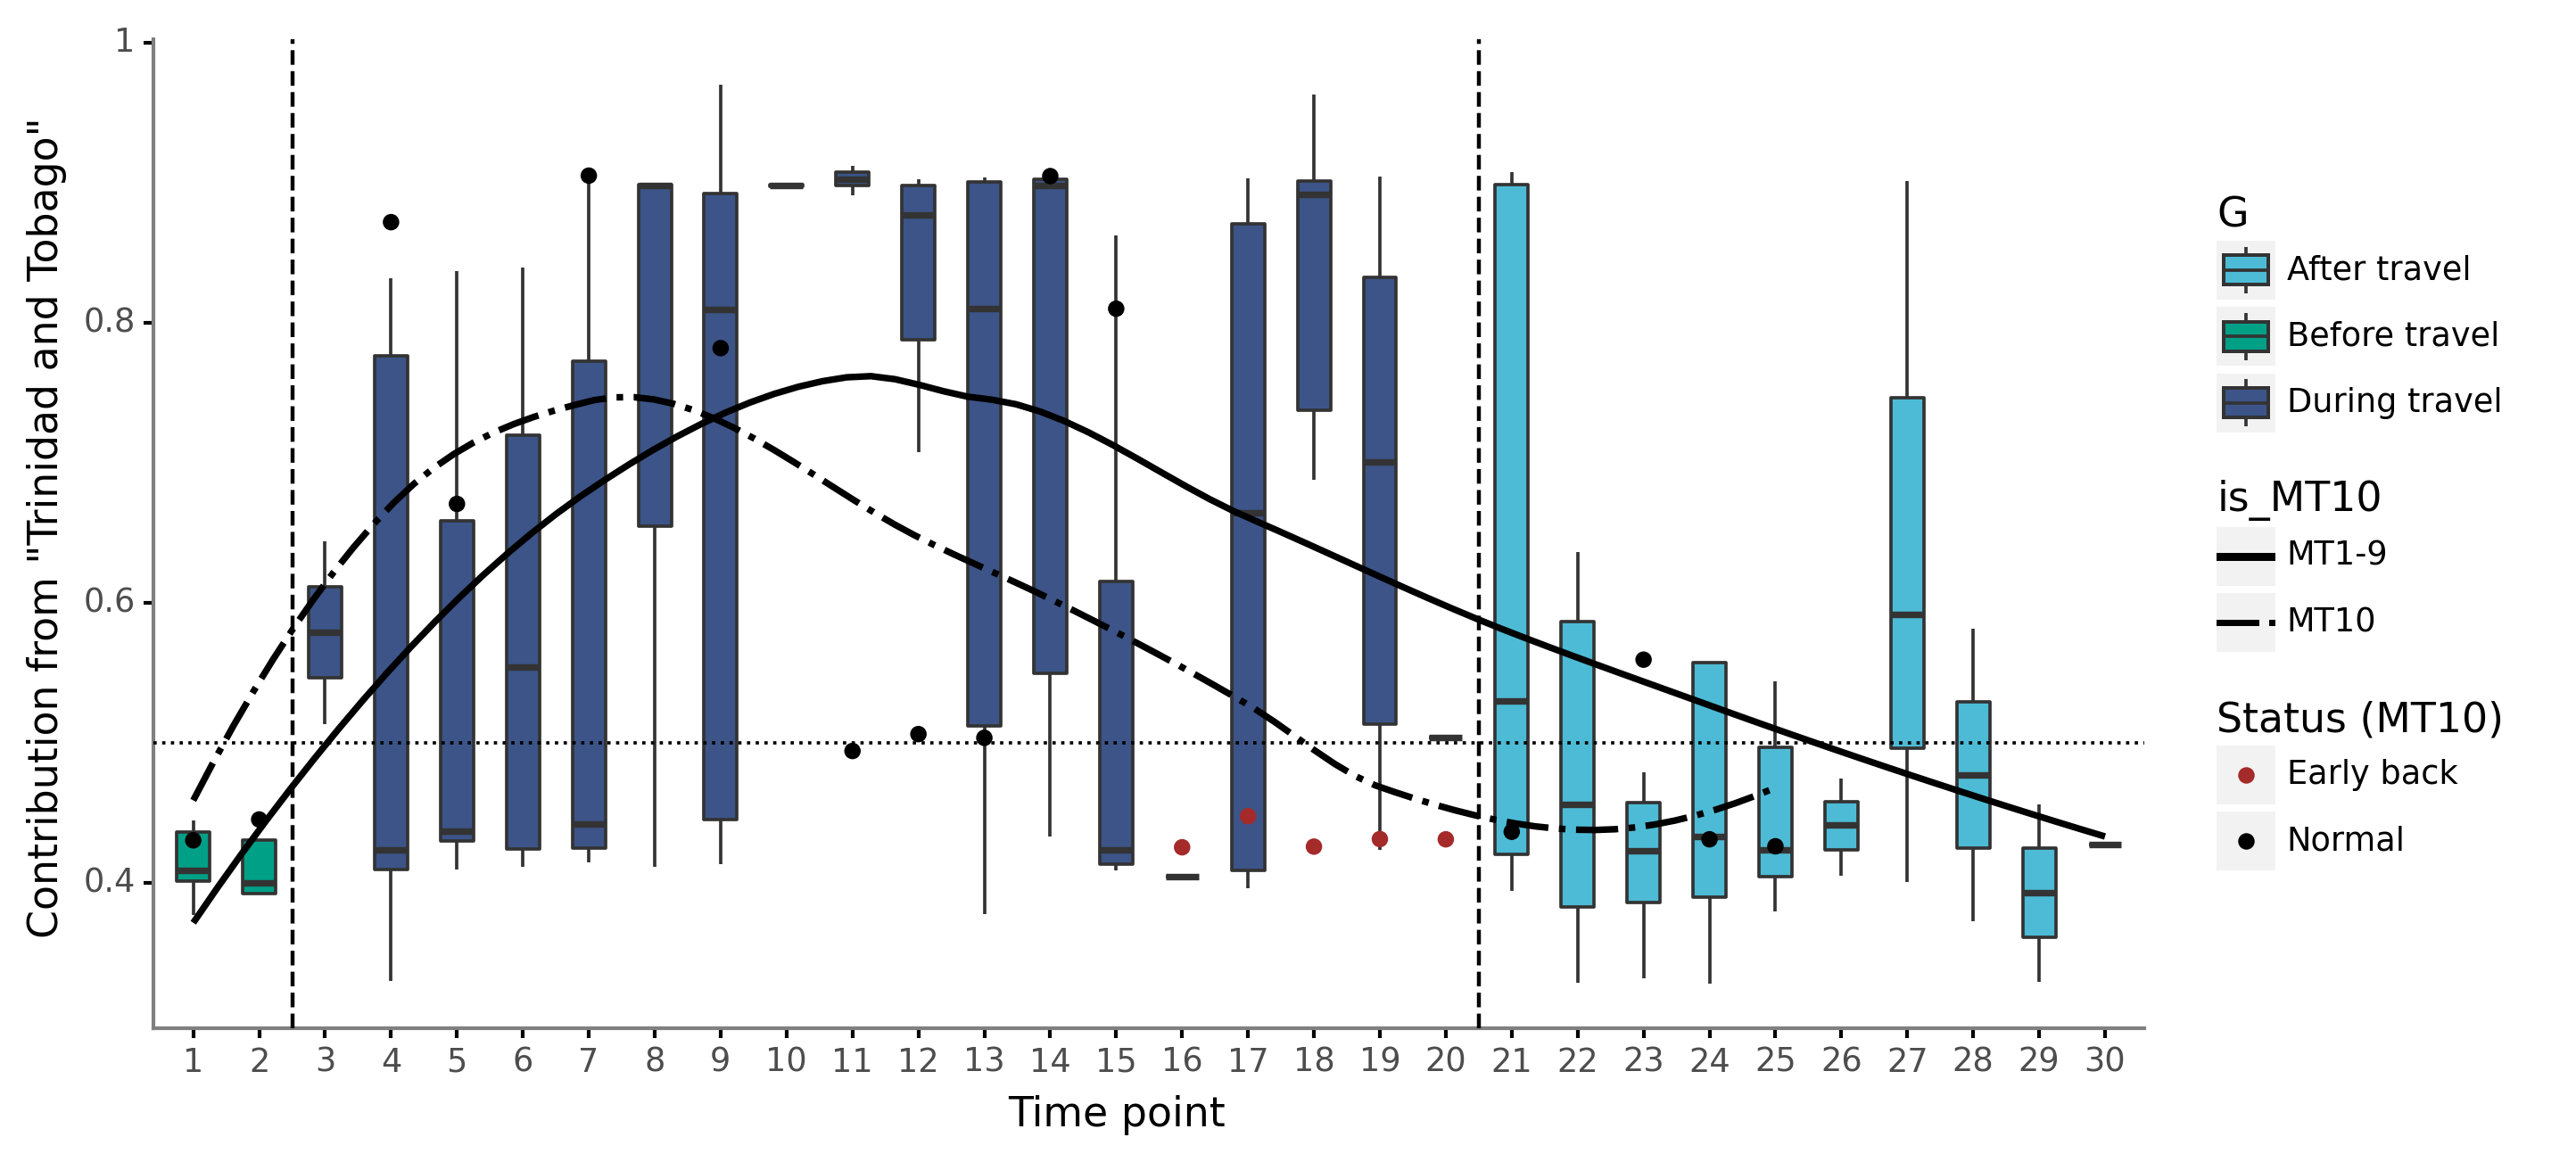 Contribution from "Trinidad and Tobago"
1
0.8
0.6
0.4
1 2 3 4 5 6 7 8 9 10 11 12 13 14 15 16 17 18 19 20 21 22 23 24 25 26 27 28 29 30
Time point
G
After travel
Before travel
During travel
is_MT10
MT1-9
MT10
Status (MT10)
Early back
Normal